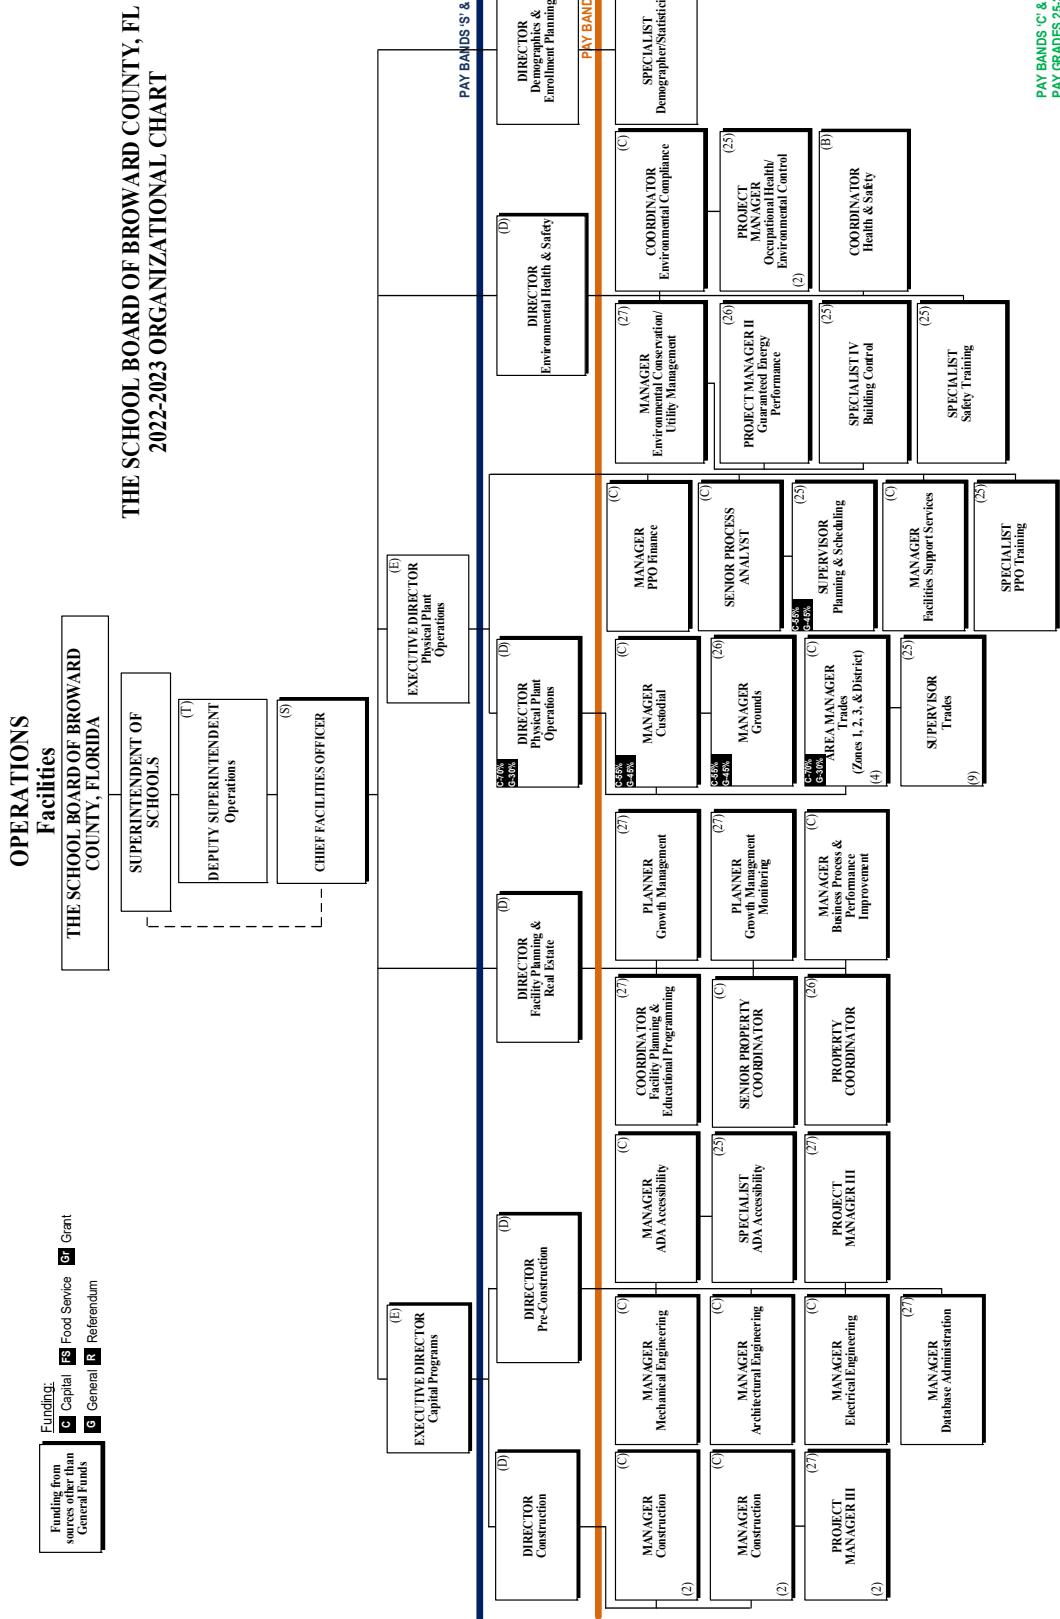 OPERATIONS
Facilities
THE SCHOOL BOARD OF BROWARD COUNTY, FL
2022-2023 ORGANIZATIONAL CHART
Funding from
sources other than
General Funds
Funding:
C Capital FS Food Service Gr Grant
G General R Referendum
THE SCHOOL BOARD OF BROWARD
COUNTY, FLORIDA
SUPERINTENDENT OF
SCHOOLS
(T)
DEPUTY SUPERINTENDENT
Operations
(S)
CHIEF FACILITIES OFFICER
(E)
EXECUTIVE DIRECTOR
Capital Programs
(E)
EXECUTIVE DIRECTOR
Physical Plant
Operations
PAY BANDS 'S' &
(D)
DIRECTOR
Construction
(D)
DIRECTOR
Pre-Construction
(D)
DIRECTOR
Facility Planning &
Real Estate
(D)
DIRECTOR
Physical Plant
Operations
C-70%
G-30%
(D)
DIRECTOR
Environmental Health & Safety
DIRECTOR
Demographics &
Enrollment Planning
PAY BAND
(C)
MANAGER
Construction
(2)
(C)
MANAGER
Construction
(2)
(27)
PROJECT
MANAGER III
(2)
(C)
MANAGER
Mechanical Engineering
(C)
MANAGER
Architectural Engineering
(C)
MANAGER
Electrical Engineering
(27)
MANAGER
Database Administration
(C)
MANAGER
ADA Accessibility
(25)
SPECIALIST
ADA Accessibility
(27)
PROJECT
MANAGER III
(27)
COORDINATOR
Facility Planning &
Educational Programming
(C)
SENIOR PROPERTY
COORDINATOR
(26)
PROPERTY
COORDINATOR
(27)
PLANNER
Growth Management
(27)
PLANNER
Growth Management
Monitoring
(C)
MANAGER
Business Process &
Performance
Improvement
(C)
MANAGER
Custodial
C-55%
G-45%
(26)
MANAGER
Grounds
C-55%
G-45%
(C)
AREA MANAGER
Trades
(Zones 1, 2, 3, & District)
C-70%
G-30%
(4)
(25)
SUPERVISOR
Trades
(9)
(C)
MANAGER
PPO Finance
(C)
SENIOR PROCESS
ANALYST
(25)
SUPERVISOR
Planning & Scheduling
C-55%
G-45%
(C)
MANAGER
Facilities Support Services
(25)
SPECIALIST
PPO Training
(27)
MANAGER
Environmental Conservation/
Utility Management
(26)
PROJECT MANAGER II
Guaranteed Energy
Performance
(25)
SPECIALIST IV
Building Control
(25)
SPECIALIST
Safety Training
(C)
COORDINATOR
Environmental Compliance
(25)
PROJECT
MANAGER
Occupational Health/
Environmental Control
(2)
(B)
COORDINATOR
Health & Safety
SPECIALIST
PAY BANDS 'C' &
PAY GRADES